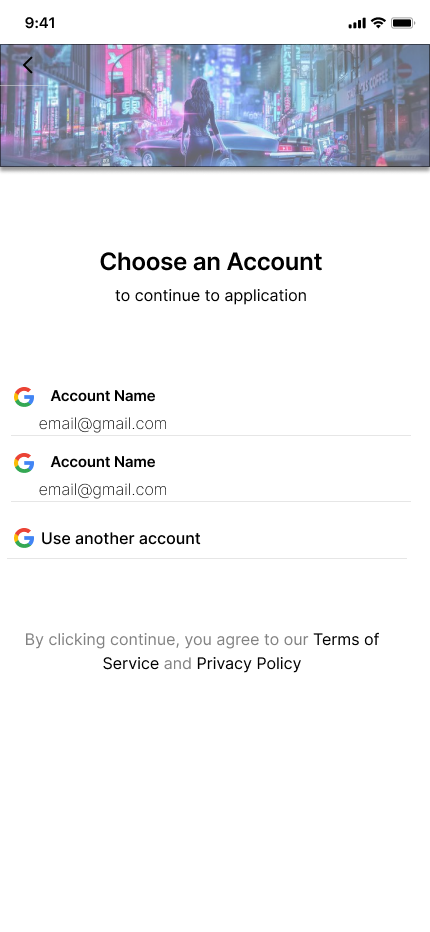 9:41
Choose an Account
to continue to application
Account Name
email@gmail.com
Account Name
email@gmail.com
Use another account
By clicking continue, you agree to our Terms of
Service and Privacy Policy